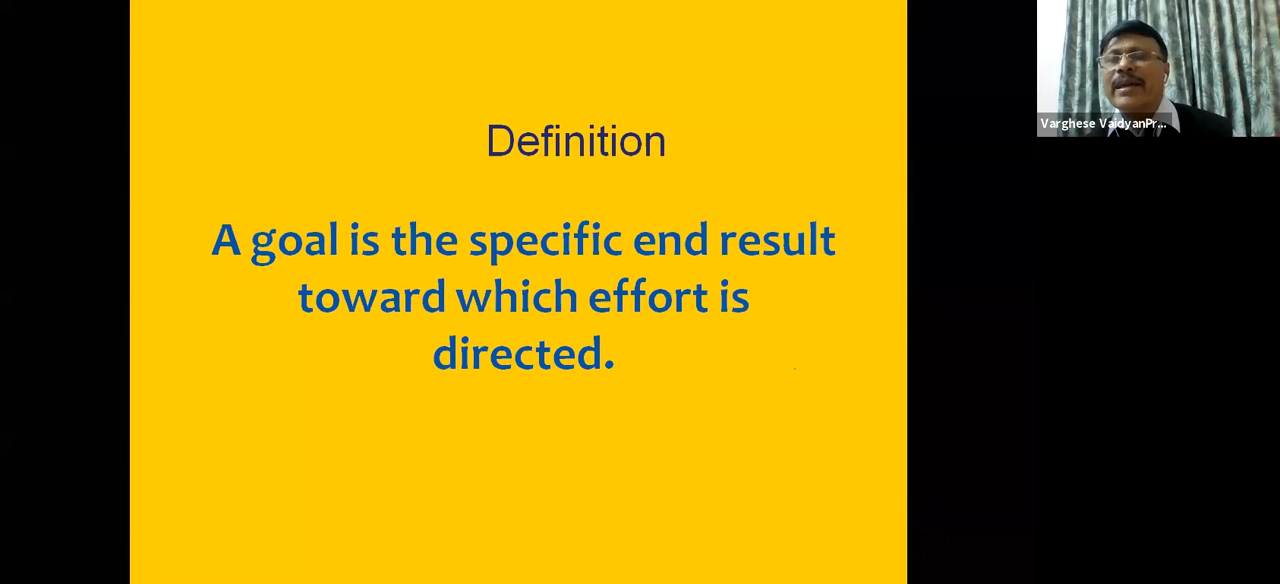 Definition
A goal is the specific end result
toward which effort is
directed.
Varghese VaidyanPr...